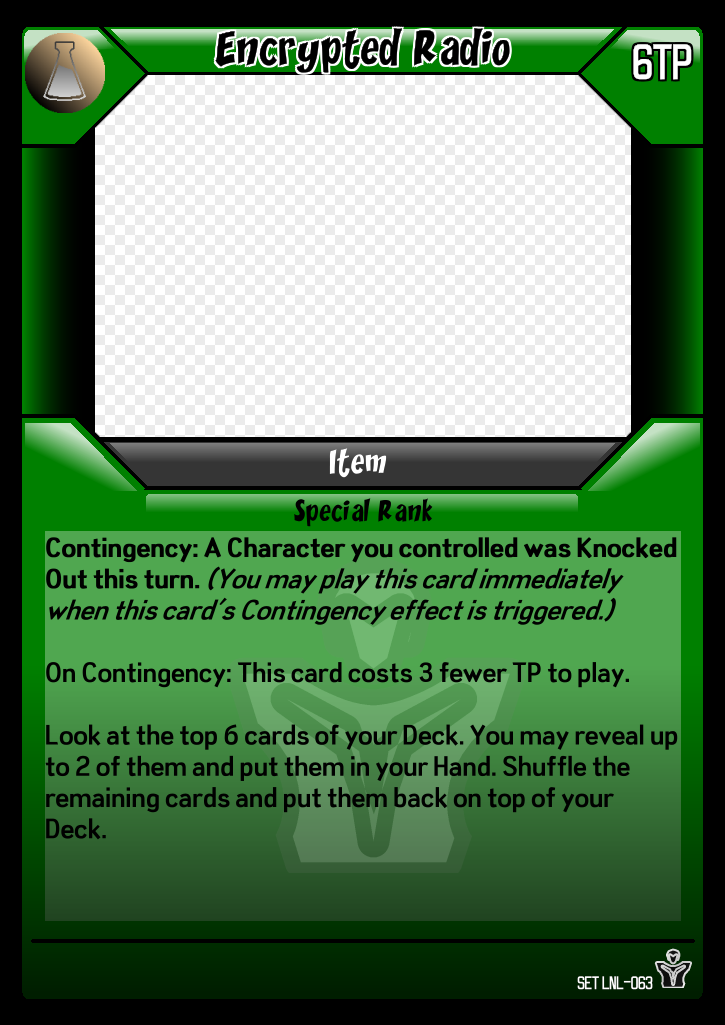 Encrypted Radio
6TP
Item
Special Rank
Contingency: A Character you controlled was Knocked
Out this turn. (You may play this card immediately
when this card's Contingency effect is triggered.)
On Contingency: This card costs 3 fewer TP to play.
Look at the top 6 cards of your Deck. You may reveal up
to 2 of them and put them in your Hand. Shuffle the
remaining cards and put them back on top of your
Deck.
SET LNL-063